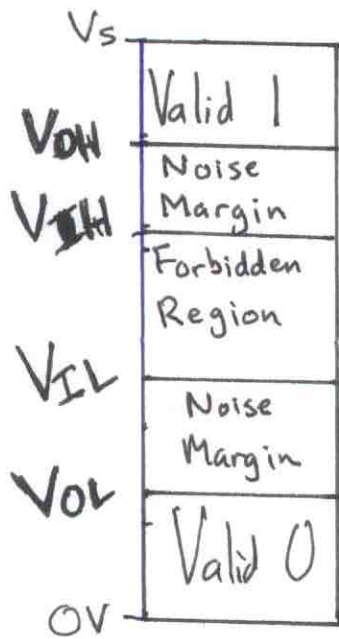 Vs
Valid 1
VOH
Noise
Margin
VIH
Forbidden
Region
VIL
Noise
Margin
VOL
Valid 0
0V